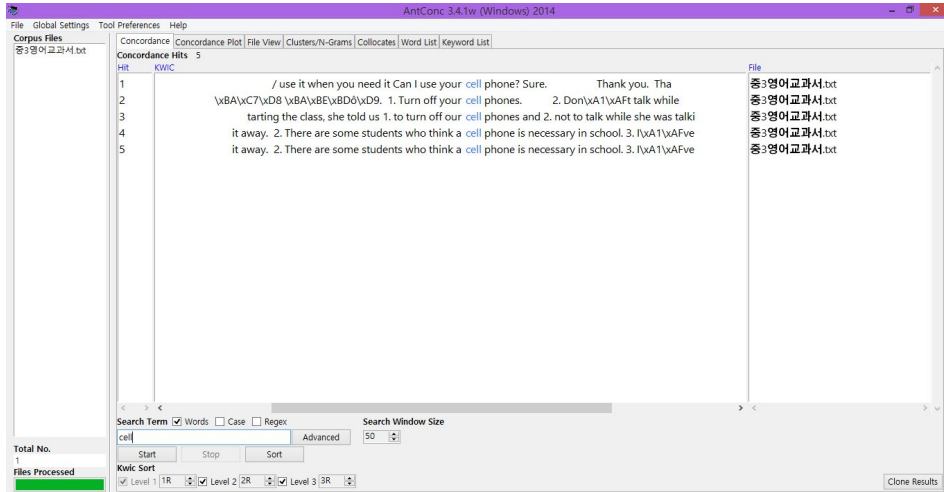 AntConc 3.4.1w (Windows) 2014
File Global Settings Tool Preferences Help
Corpus Files
중3영어교과서.txt
Concordance Concordance Plot File View Clusters/N-Grams Collocates Word List Keyword List
Concordance Hits 5
Hit KWIC File
1 / use it when you need it Can I use your cell phone? Sure. Thank you. Tha 중3영어교과서.txt
2 \xBA\xC7\xD8 \xBA\xBE\xBDô\xD9. 1. Turn off your cell phones. 2. Don\xA1\xAFt talk while 중3영어교과서.txt
3 tarting the class, she told us 1. to turn off our cell phones and 2. not to talk while she was talki 중3영어교과서.txt
4 it away. 2. There are some students who think a cell phone is necessary in school. 3. I\xA1\xAFve 중3영어교과서.txt
5 it away. 2. There are some students who think a cell phone is necessary in school. 3. I\xA1\xAFve 중3영어교과서.txt
Search Term Words Case Regex Search Window Size
cell Advanced 50
Start Stop Sort
Kwic Sort
Level 1 1R Level 2 2R Level 3 3R
Total No.
1
Files Processed
Clone Results